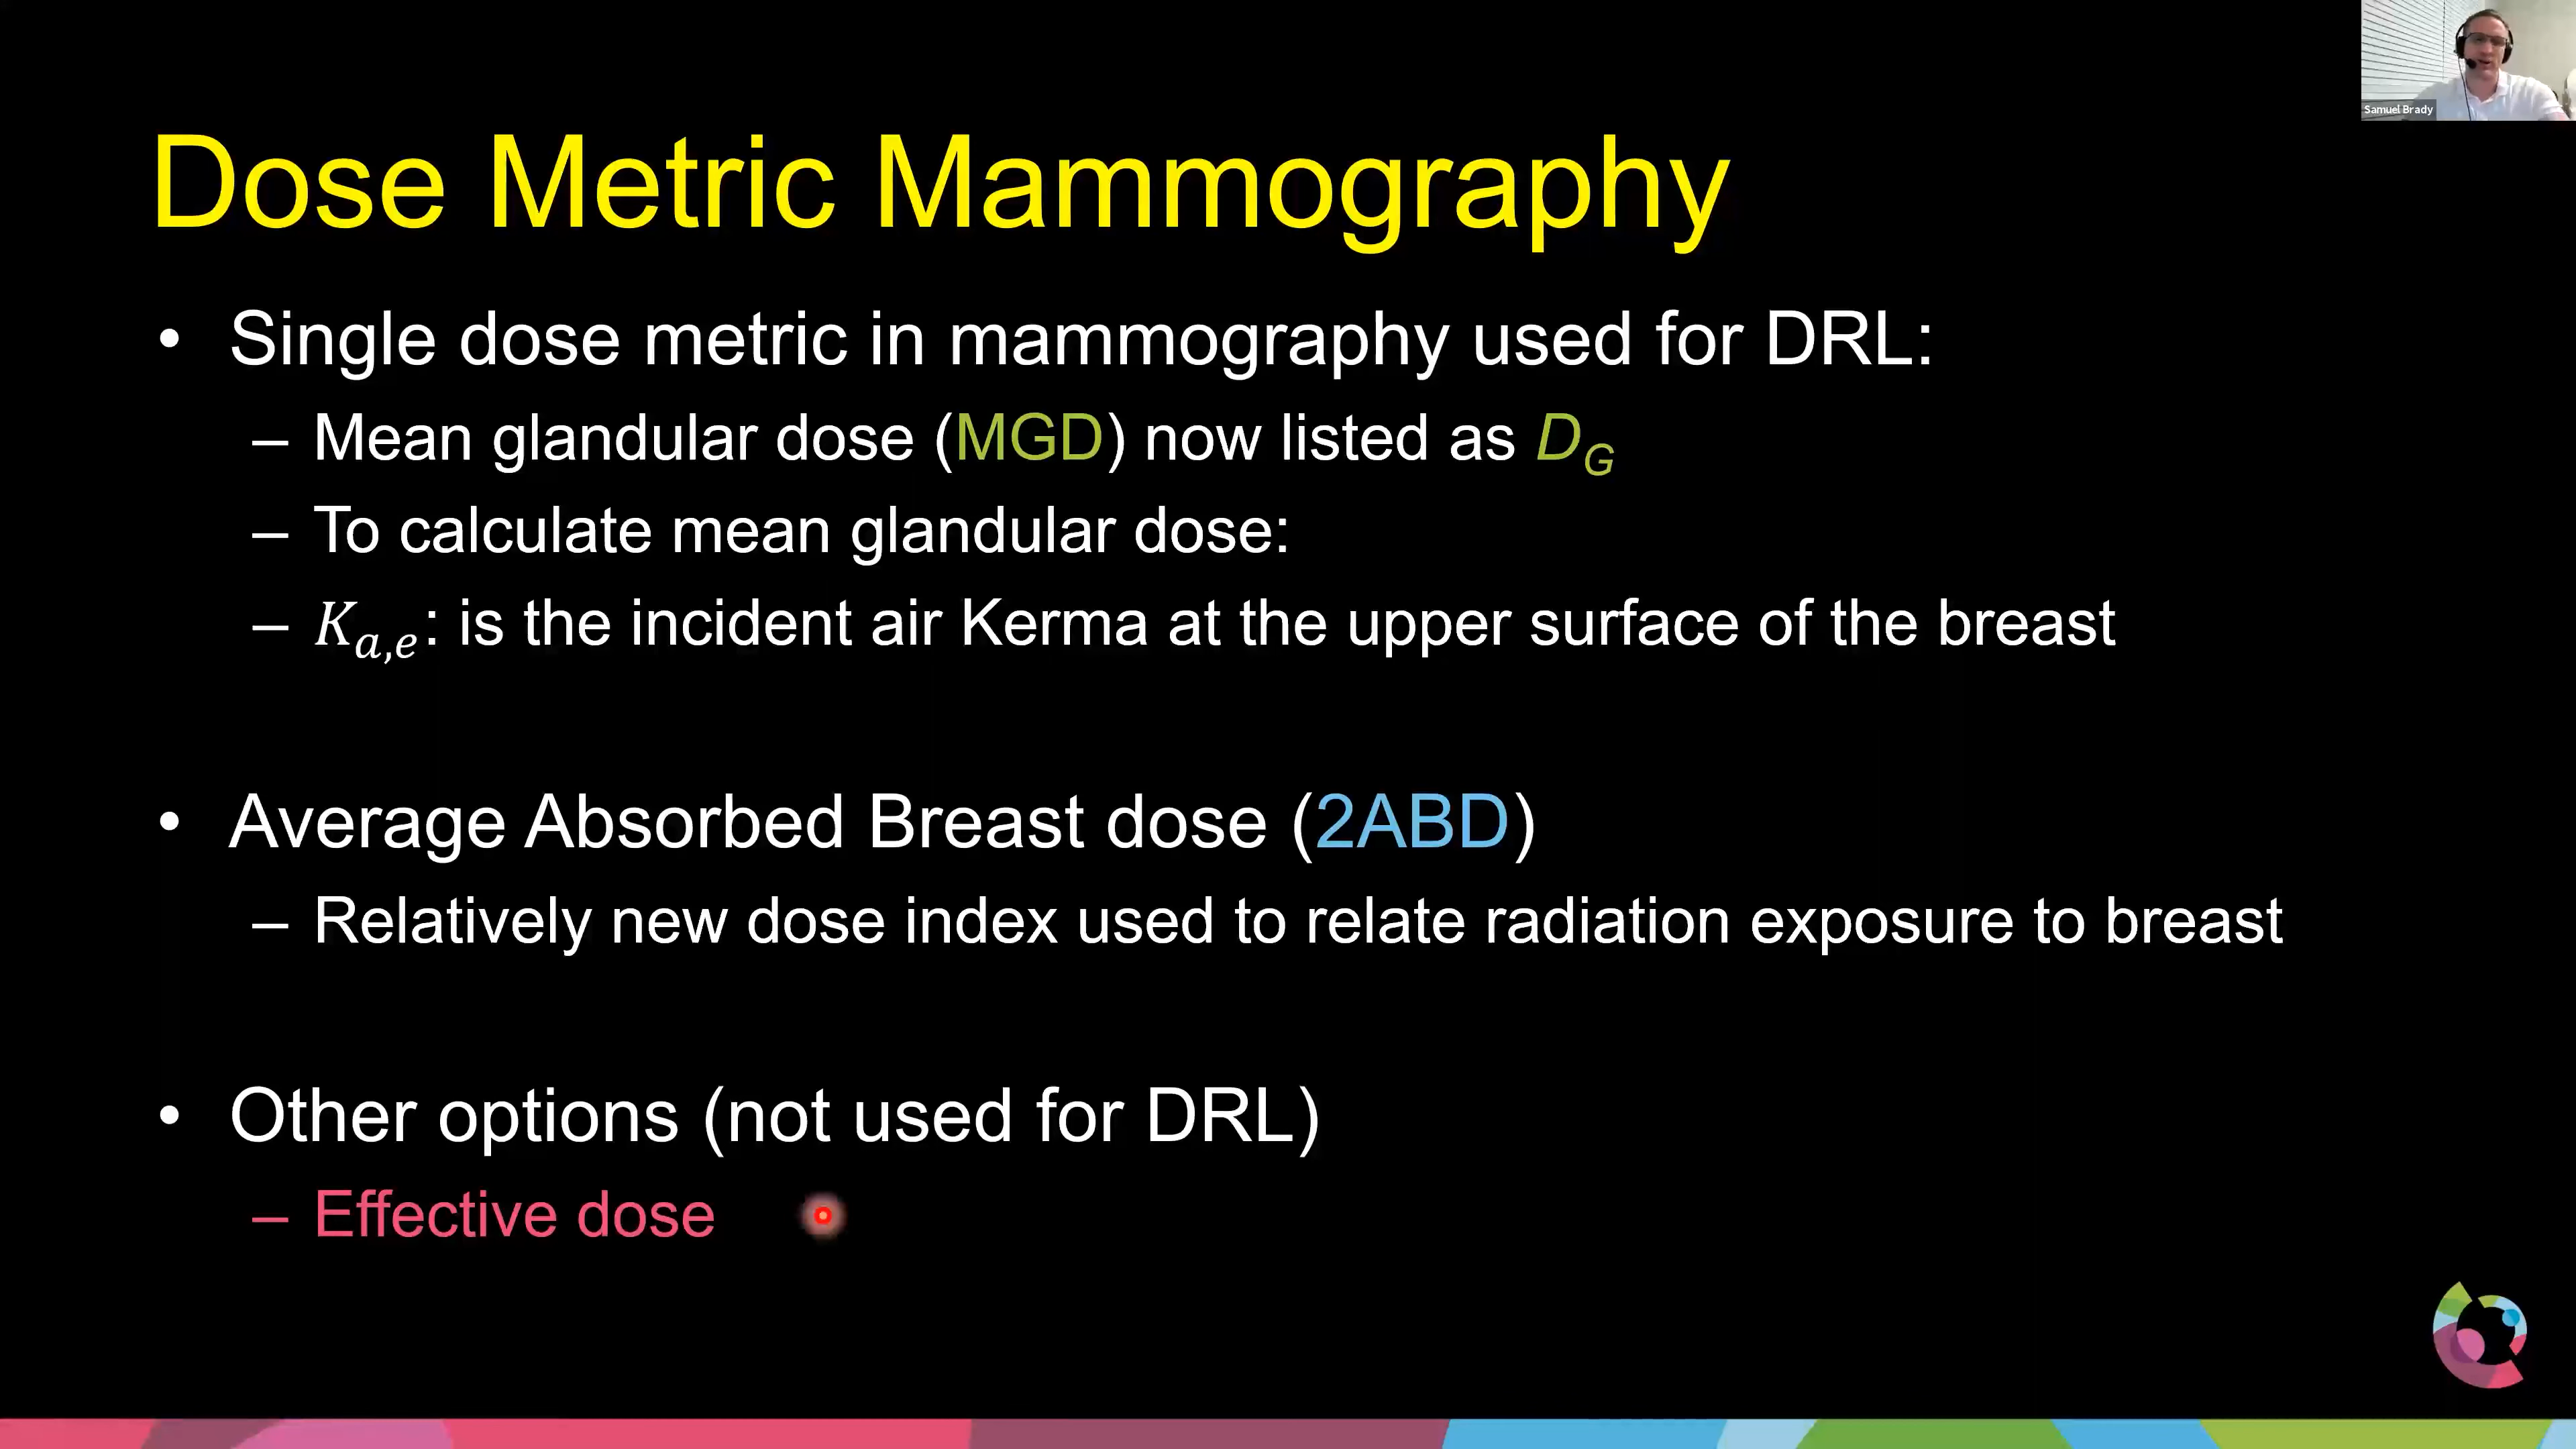 Samuel Brady
Dose Metric Mammography
• Single dose metric in mammography used for DRL:
– Mean glandular dose (MGD) now listed as D_G
– To calculate mean glandular dose:
– K_a,e: is the incident air Kerma at the upper surface of the breast
• Average Absorbed Breast dose (2ABD)
– Relatively new dose index used to relate radiation exposure to breast
• Other options (not used for DRL)
– Effective dose